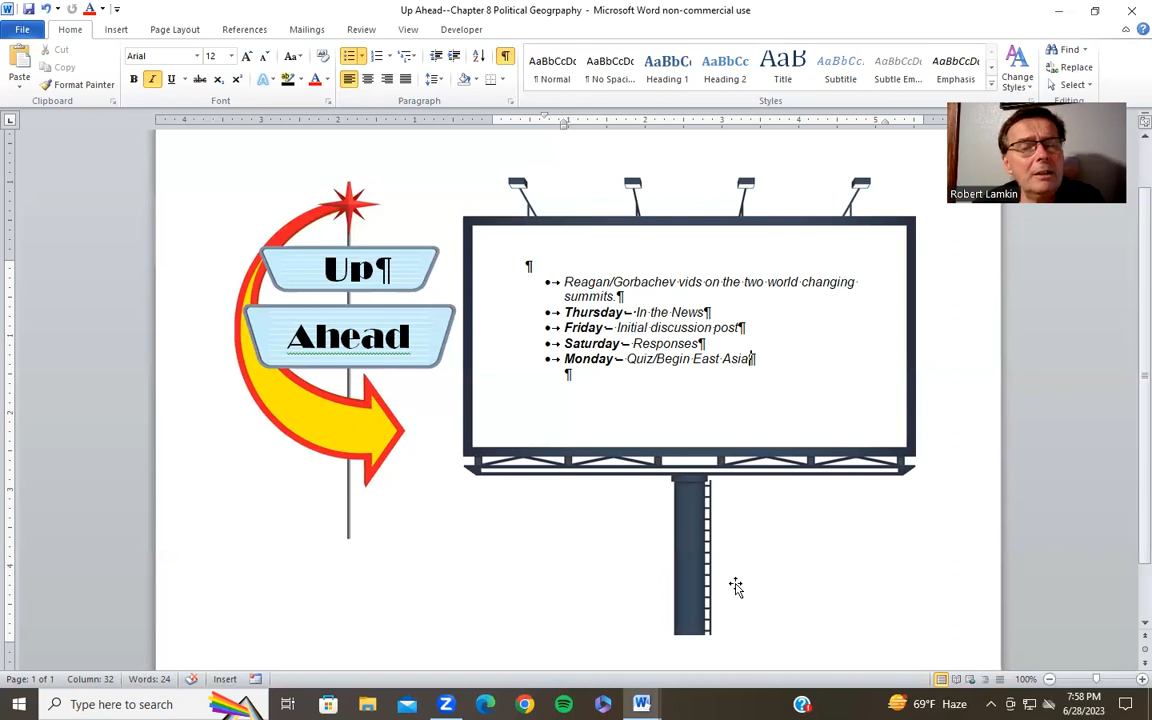 Up Ahead--Chapter 8 Political Geogrpaphy - Microsoft Word non-commercial use
File Home Insert Page Layout References Mailings Review View Developer
Cut
Copy
Format Painter
Paste
Clipboard
Arial 12
Font
Paragraph
AaBbCcDc AaBbCcDc AaBbC AaBbCc AaB AaBbCc. AaBbCcDc AaBbCcDc
¶ Normal ¶ No Spaci... Heading 1 Heading 2 Title Subtitle Subtle Em... Emphasis
Styles
Change
Styles
Find
Replace
Select
Editing
Robert Lamkin
Up¶
Ahead
¶
Reagan/Gorbachev vids on the two world changing
summits.¶
Thursday – In the News¶
Friday – Initial discussion post¶
Saturday – Responses¶
Monday – Quiz/Begin East Asia¶
¶
Page: 1 of 1 Column: 32 Words: 24 Insert 100%
Type here to search
69°F Haze
7:58 PM
6/28/2023